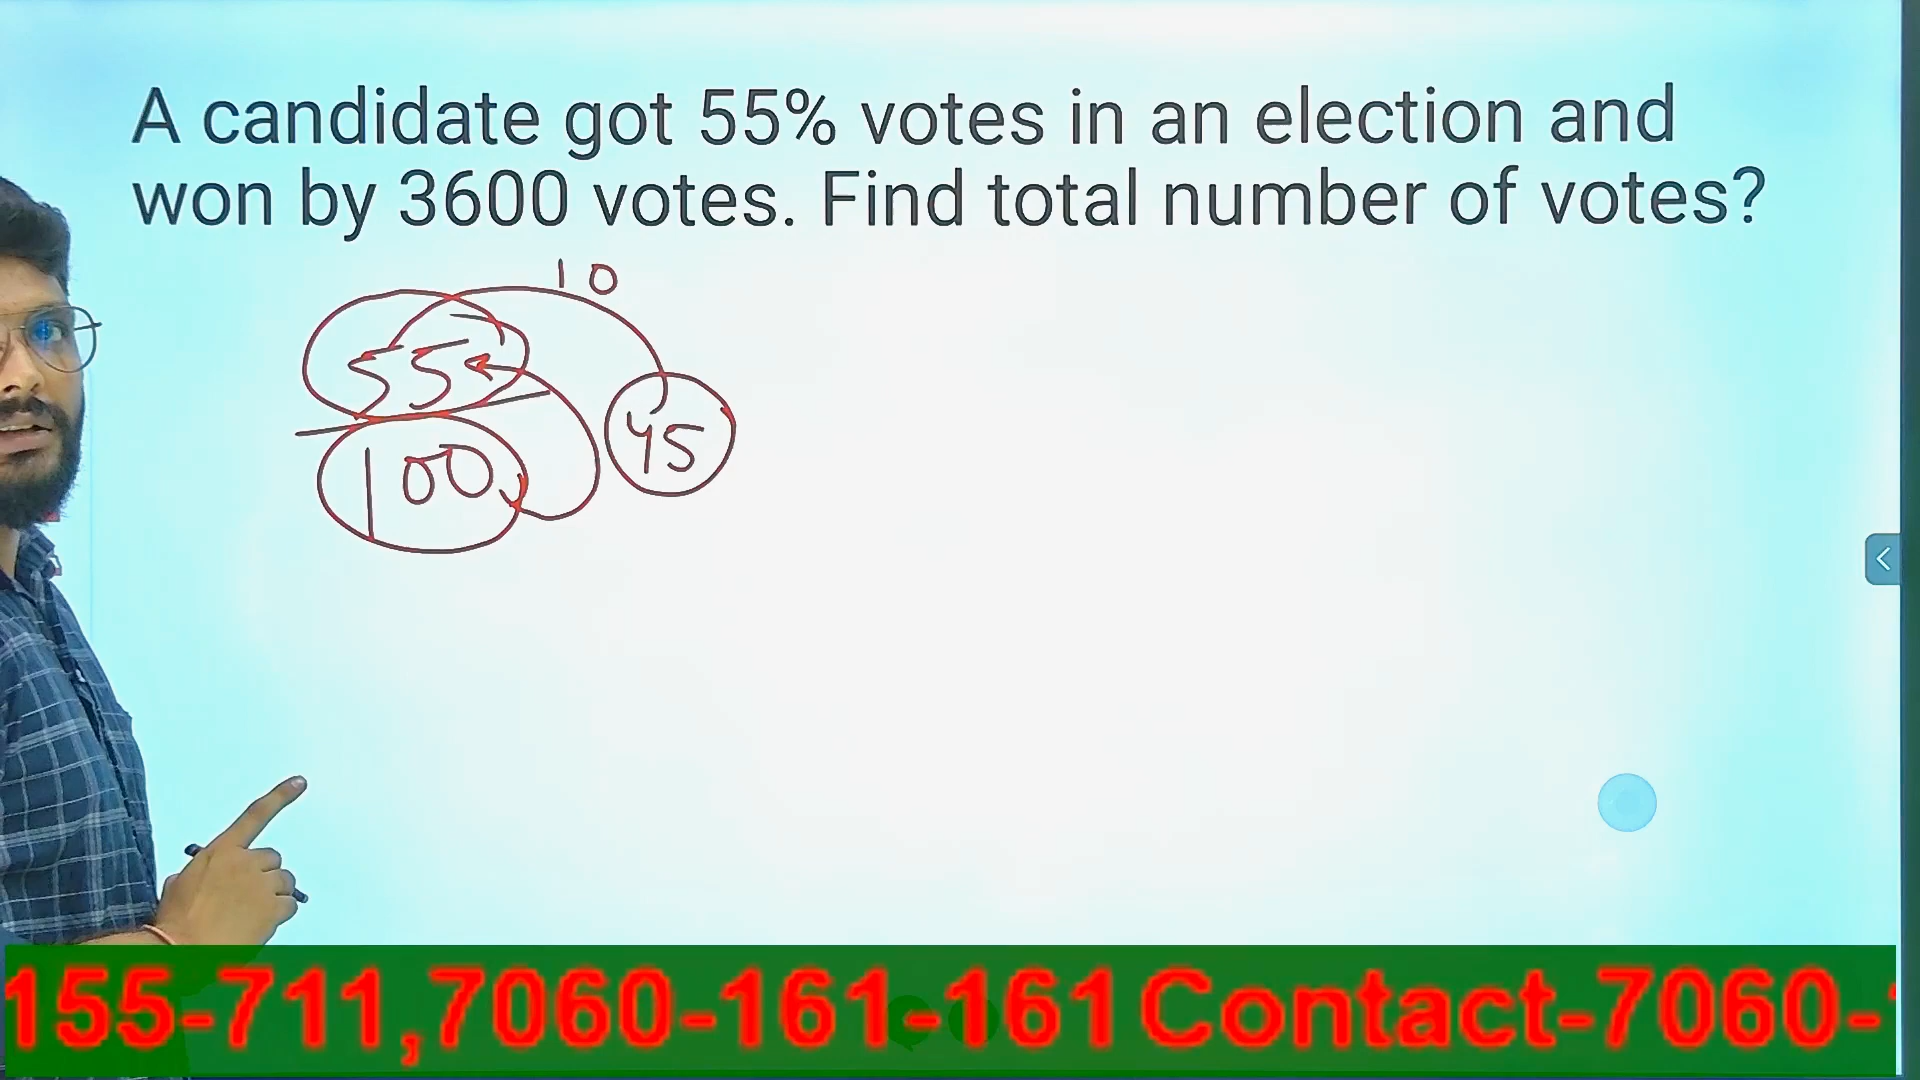 A candidate got 55% votes in an election and
won by 3600 votes. Find total number of votes?
10
55
45
100
155-711,7060-161-161 Contact-7060-